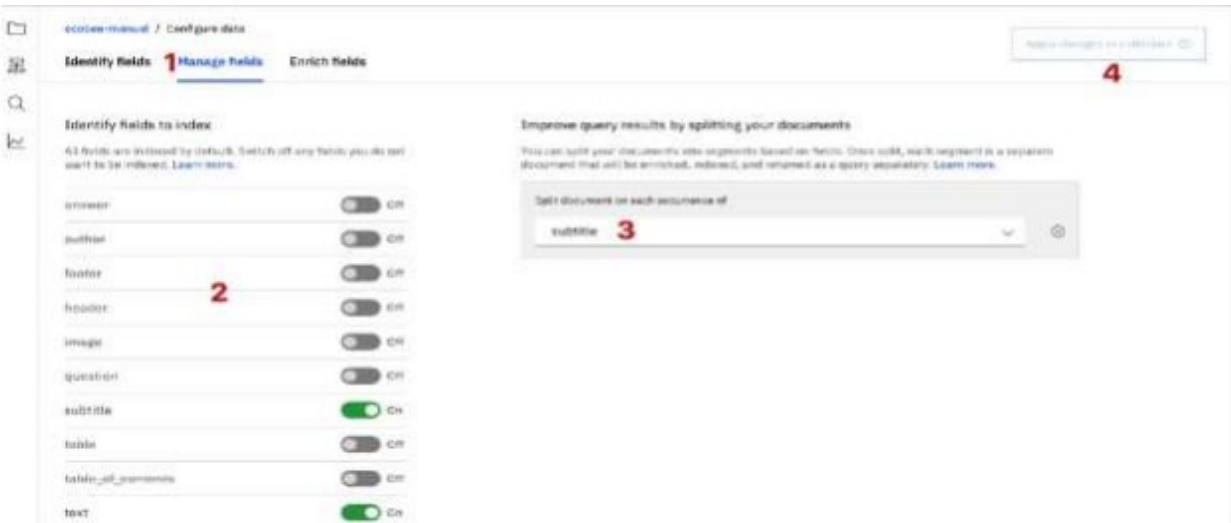 ecobee-manual / Configure data
Identify fields 1 Manage fields Enrich fields
Apply changes to collection
4
Identify fields to index
All fields are indexed by default. Switch off any fields you do not
want to be indexed. Learn more.
answer Off
author Off
footer Off
2
header Off
image Off
question Off
subtitle On
table Off
table_of_contents Off
text On
Improve query results by splitting your documents
You can split your documents into segments based on fields. Once split, each segment is a separate
document that will be enriched, indexed, and returned as a query separately. Learn more.
Split document on each occurrence of
subtitle 3